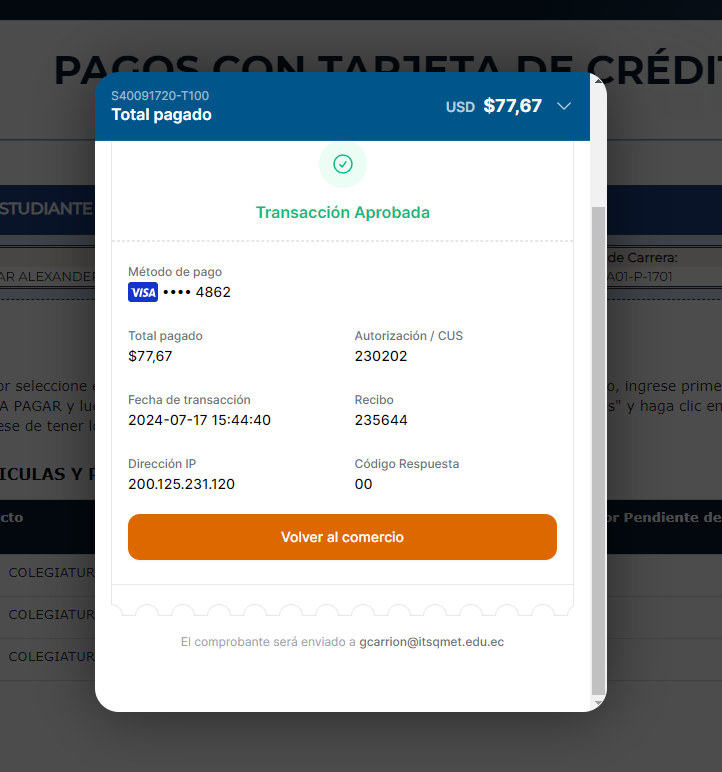 PAGOS CON TARJETA DE CRÉDIT
S40091720-T100
Total pagado
USD $77,67
Transacción Aprobada
ESTUDIANTE
de Carrera:
AR ALEXANDER
A01-P-1701
Método de pago
VISA •••• 4862
Total pagado
Autorización / CUS
$77,67
230202
or seleccione
o, ingrese prime
Fecha de transacción
Recibo
A PAGAR y lu
s" y haga clic en
2024-07-17 15:44:40
235644
ese de tener l
Dirección IP
Código Respuesta
ICULAS Y
200.125.231.120
00
cto
or Pendiente de
Volver al comercio
COLEGIATUR
COLEGIATUR
El comprobante será enviado a gcarrion@itsqmet.edu.ec
COLEGIATUR